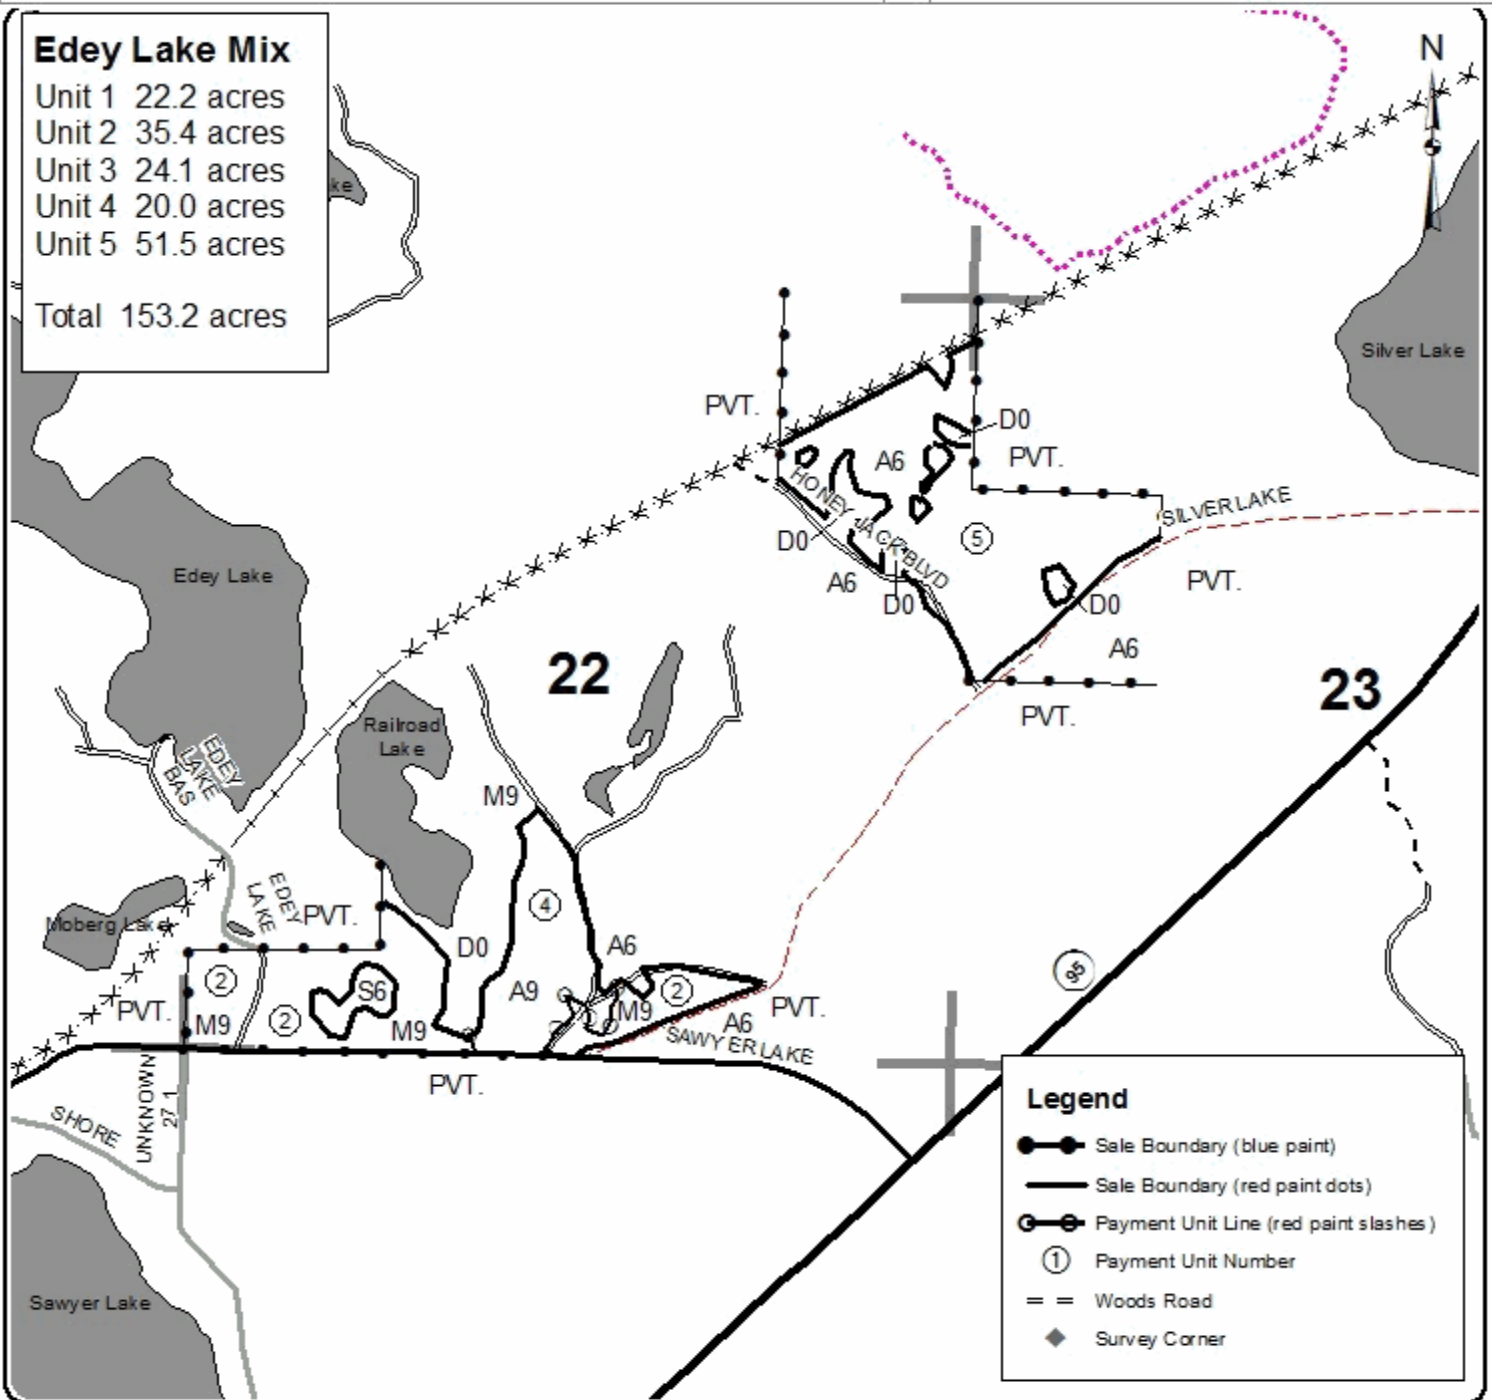 Edey Lake Mix
Unit 1 22.2 acres
Unit 2 35.4 acres
Unit 3 24.1 acres
Unit 4 20.0 acres
Unit 5 51.5 acres
Total 153.2 acres
ke
N
Silver Lake
PVT.
D0
A6
PVT.
HONEY JACK BLVD
SILVER LAKE
D0
5
Edey Lake
A6
D0
D0
PVT.
22
A6
23
Railroad
Lake
PVT.
EDEY
LAKE
BAS
M9
EDEY
LAKE
PVT.
4
Moberg Lake
D0
A6
95
2
S6
A9
2
PVT.
M9
2
M9
M9
A6
PVT.
SAWYER LAKE
PVT.
UNKNOWN
27 1
SHORE
Sawyer Lake
Legend
Sale Boundary (blue paint)
Sale Boundary (red paint dots)
Payment Unit Line (red paint slashes)
1 Payment Unit Number
Woods Road
Survey Corner